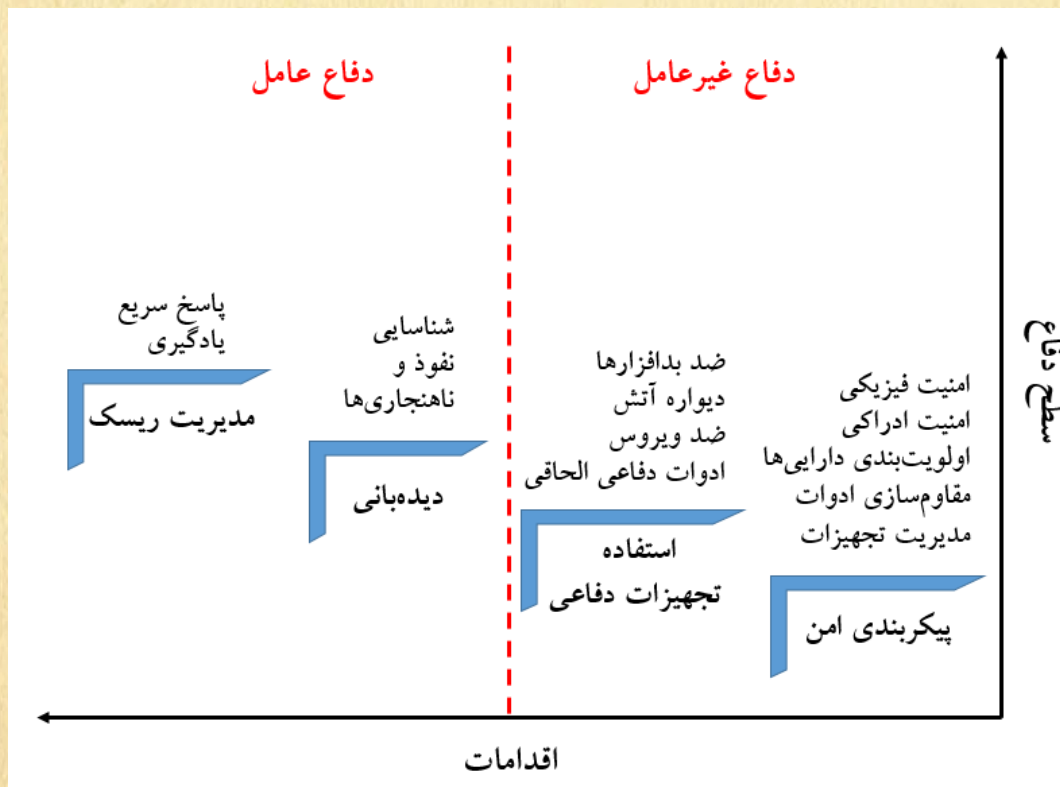 دفاع غیرعامل
دفاع عامل
سطح دفاع
امنیت فیزیکی
امنیت ادراکی
اولویت‌بندی دارایی‌ها
مقاوم‌سازی ادوات
مدیریت تجهیزات
پیکربندی امن
ضد بدافزارها
دیواره آتش
ضد ویروس
ادوات دفاعی الحاقی
استفاده
تجهیزات دفاعی
شناسایی
نفوذ و
ناهنجاری‌ها
دیده‌بانی
پاسخ سریع
یادگیری
مدیریت ریسک
اقدامات